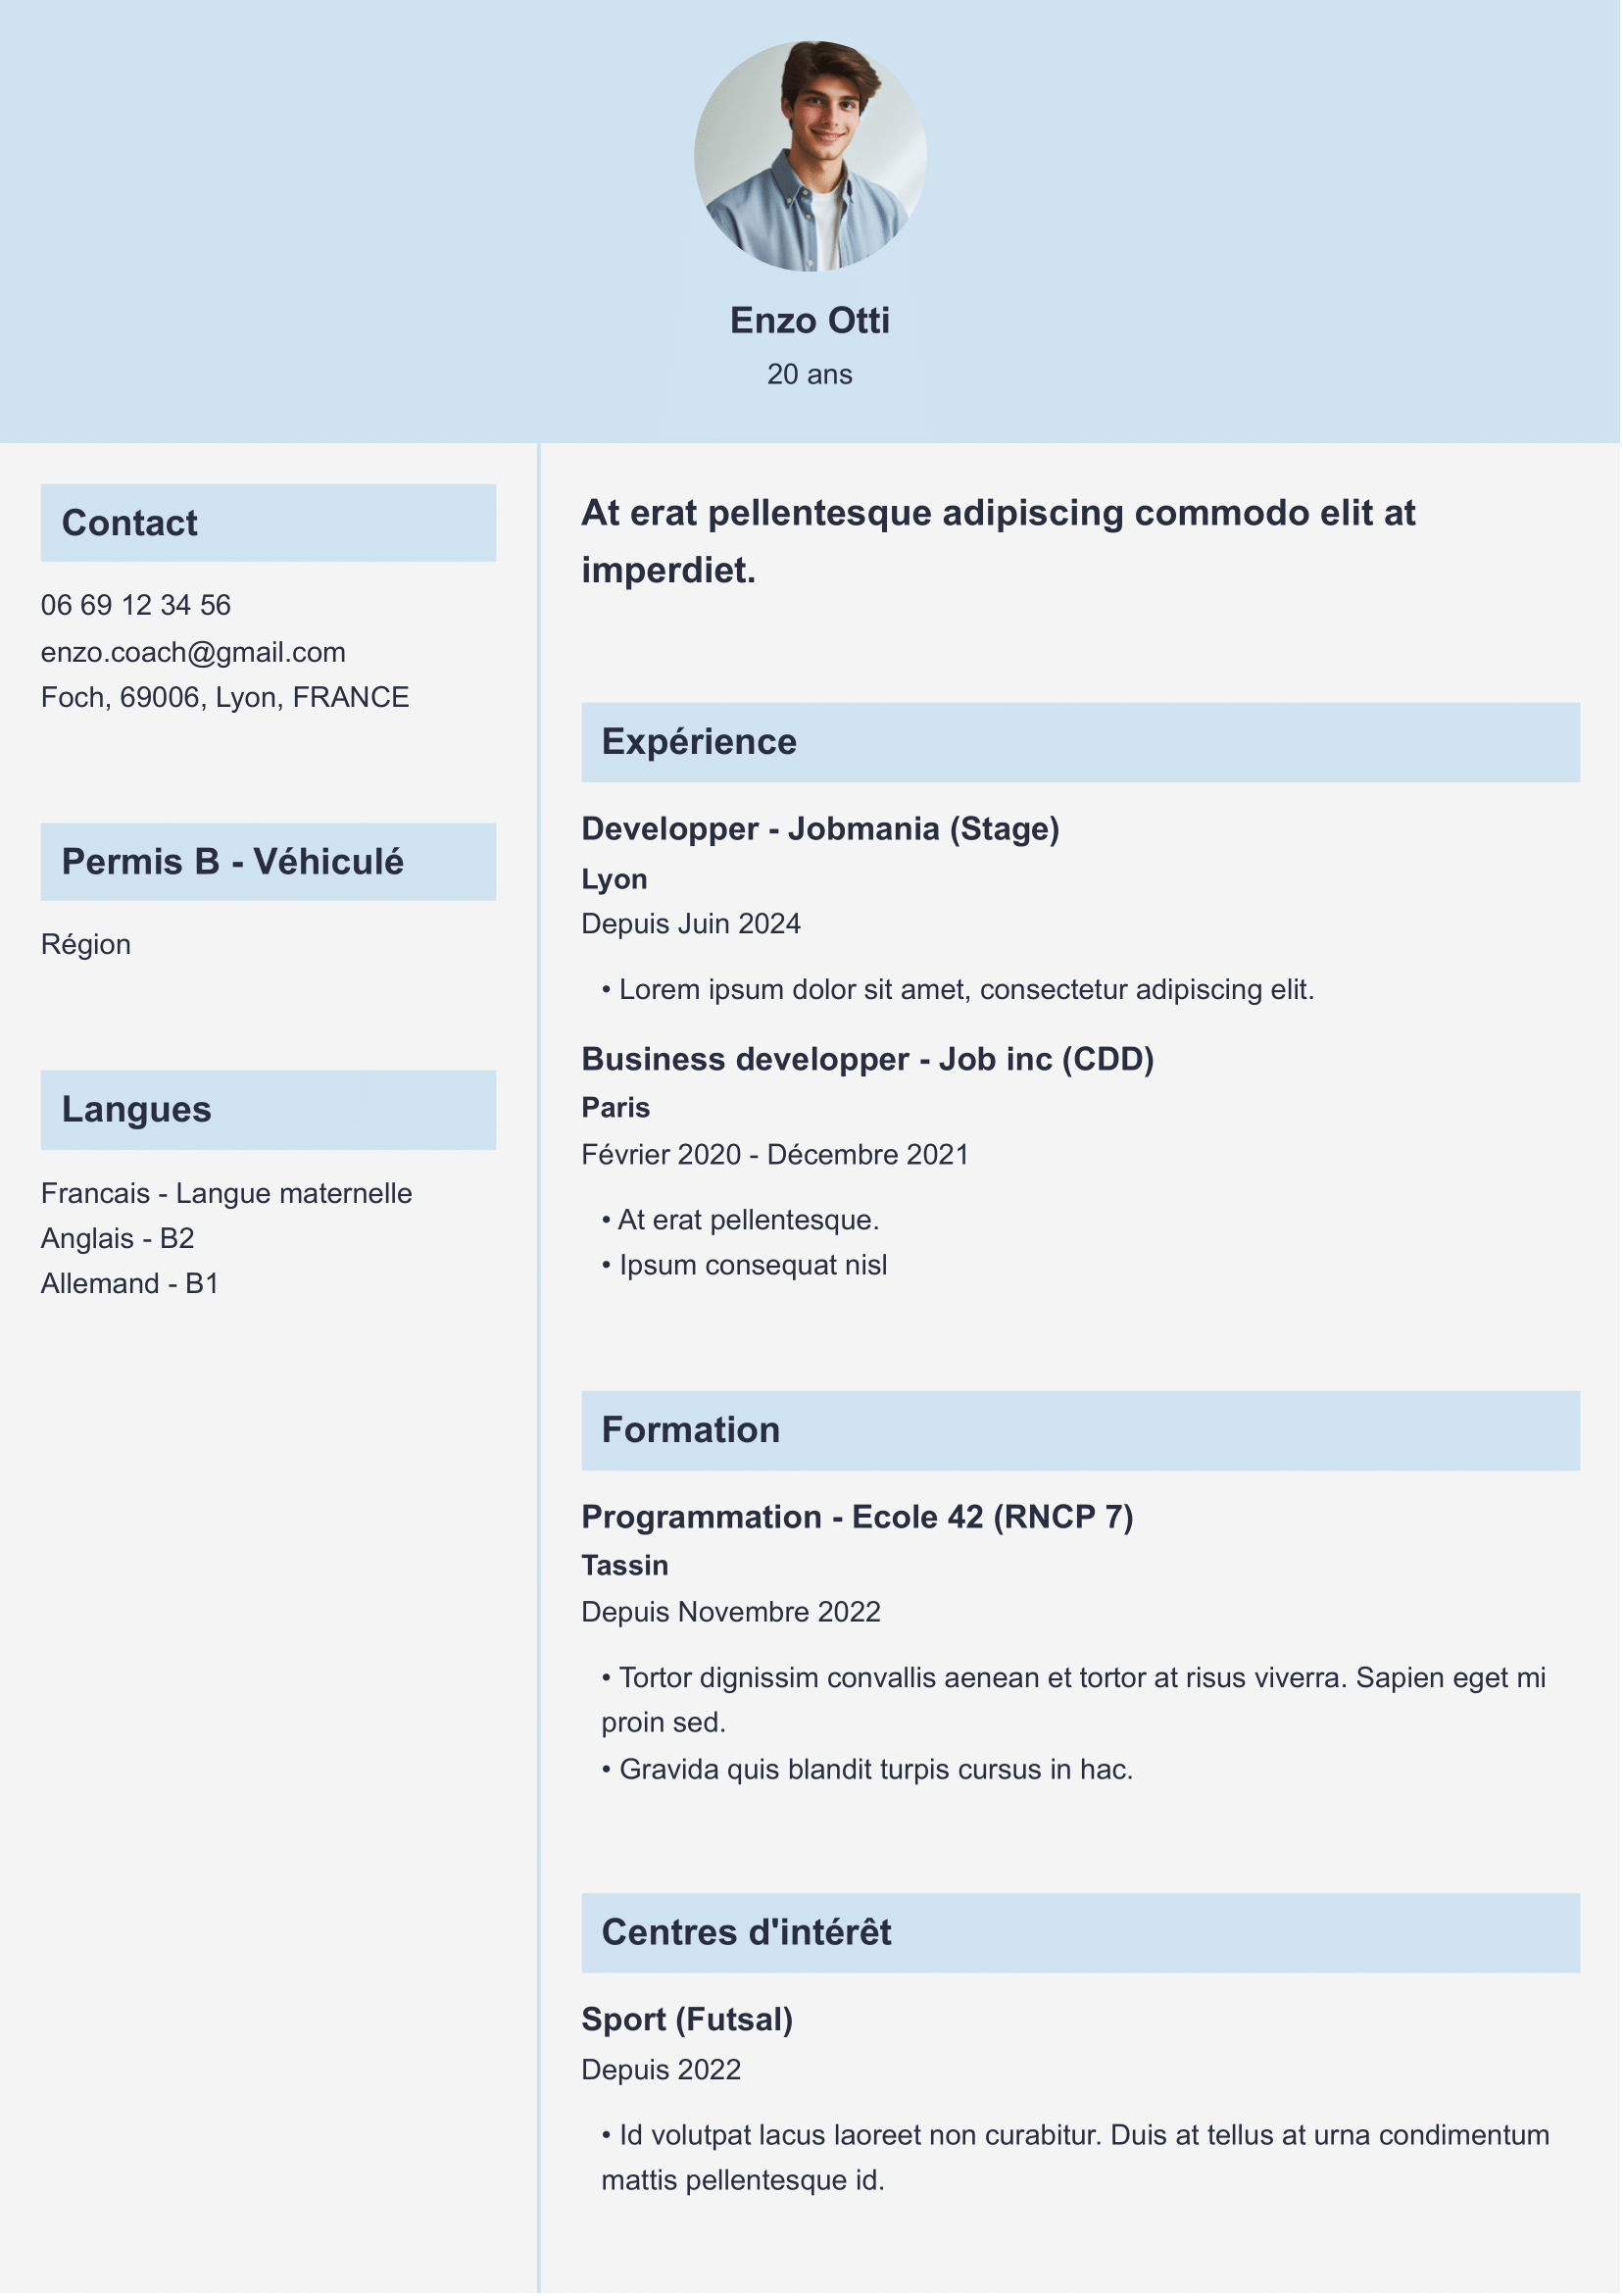 Enzo Otti
20 ans
Contact
06 69 12 34 56
enzo.coach@gmail.com
Foch, 69006, Lyon, FRANCE
Permis B - Véhiculé
Région
Langues
Francais - Langue maternelle
Anglais - B2
Allemand - B1
At erat pellentesque adipiscing commodo elit at
imperdiet.
Expérience
Developper - Jobmania (Stage)
Lyon
Depuis Juin 2024
• Lorem ipsum dolor sit amet, consectetur adipiscing elit.
Business developper - Job inc (CDD)
Paris
Février 2020 - Décembre 2021
• At erat pellentesque.
• Ipsum consequat nisl
Formation
Programmation - Ecole 42 (RNCP 7)
Tassin
Depuis Novembre 2022
• Tortor dignissim convallis aenean et tortor at risus viverra. Sapien eget mi
proin sed.
• Gravida quis blandit turpis cursus in hac.
Centres d'intérêt
Sport (Futsal)
Depuis 2022
• Id volutpat lacus laoreet non curabitur. Duis at tellus at urna condimentum
mattis pellentesque id.